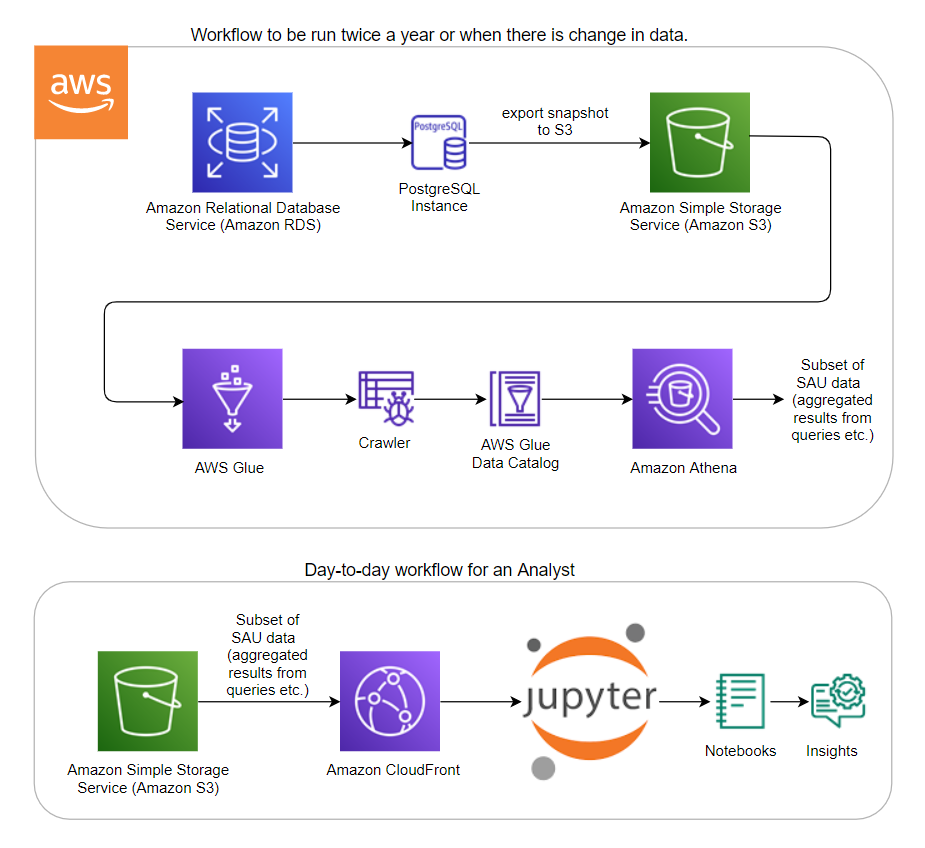 Workflow to be run twice a year or when there is change in data.
aws
PostgreSQL
export snapshot
to S3
Amazon Relational Database
Service (Amazon RDS)
PostgreSQL
Instance
Amazon Simple Storage
Service (Amazon S3)
AWS Glue
Crawler
AWS Glue
Data Catalog
Amazon Athena
Subset of
SAU data
(aggregated
results from
queries etc.)
Day-to-day workflow for an Analyst
Amazon Simple Storage
Service (Amazon S3)
Subset of
SAU data
(aggregated
results from
queries etc.)
Amazon CloudFront
jupyter
Notebooks
Insights